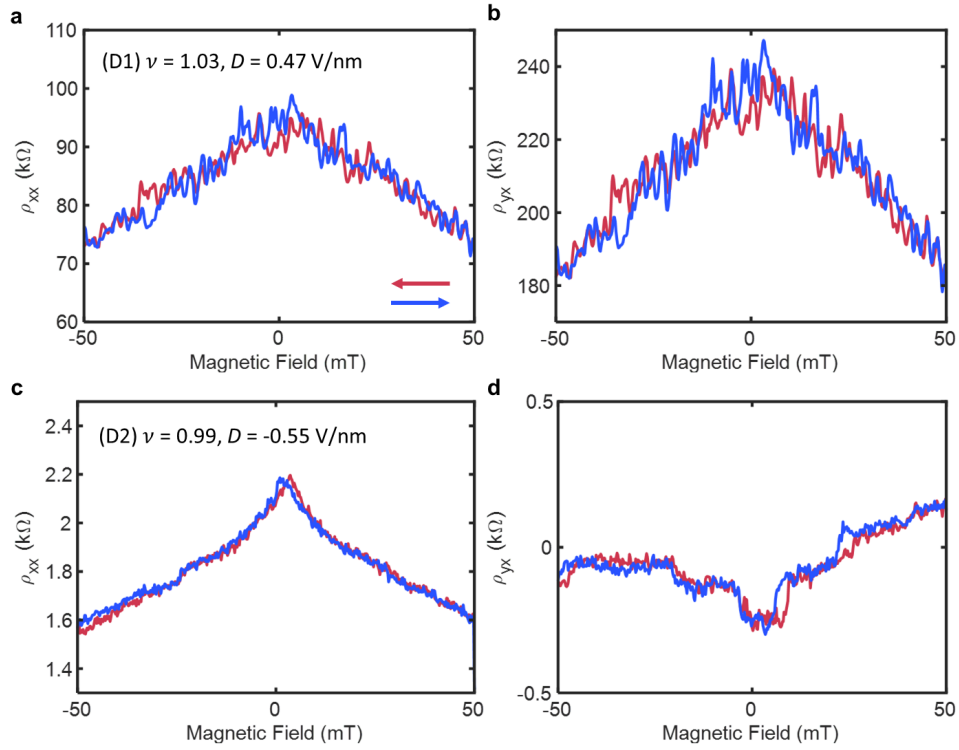 a
110
100
90
80
70
60
ρxx (kΩ)
(D1) ν = 1.03, D = 0.47 V/nm
-50
0
50
Magnetic Field (mT)
b
240
220
200
180
ρyx (kΩ)
-50
0
50
Magnetic Field (mT)
c
2.4
2.2
2
1.8
1.6
1.4
ρxx (kΩ)
(D2) ν = 0.99, D = -0.55 V/nm
-50
0
50
Magnetic Field (mT)
d
0.5
0
-0.5
ρyx (kΩ)
-50
0
50
Magnetic Field (mT)